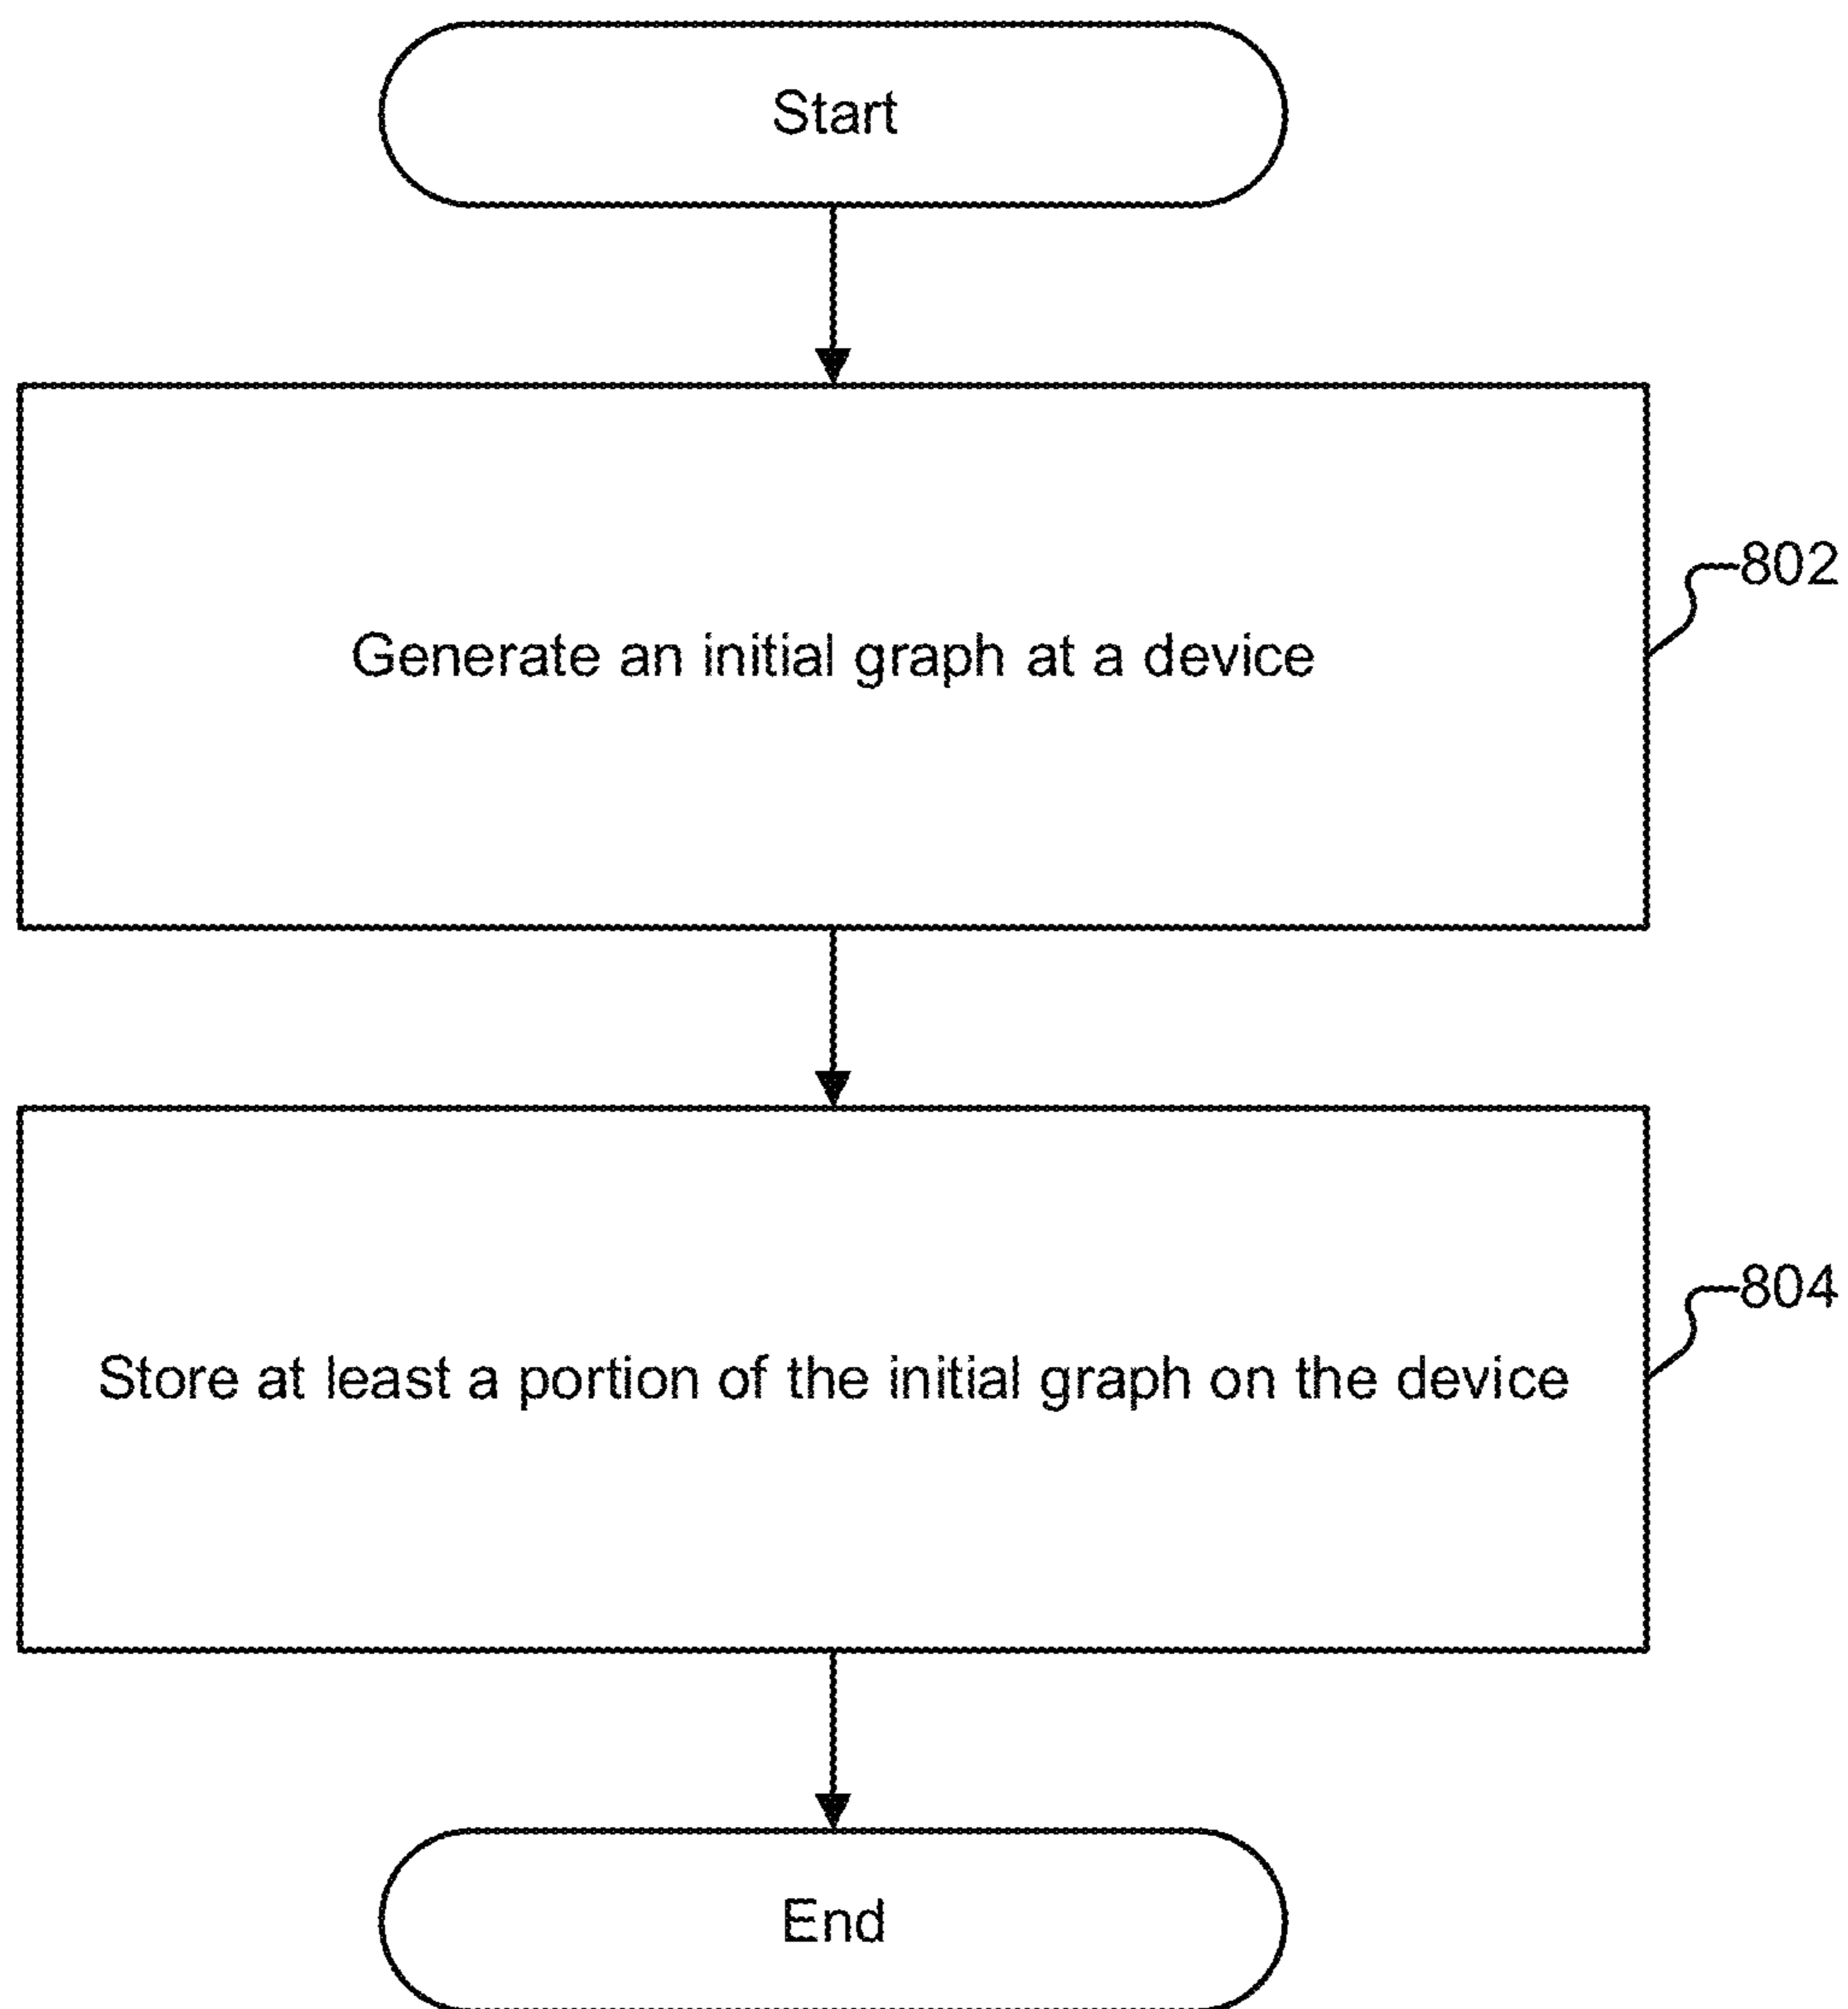 Start
Generate an initial graph at a device
802
Store at least a portion of the initial graph on the device
804
End